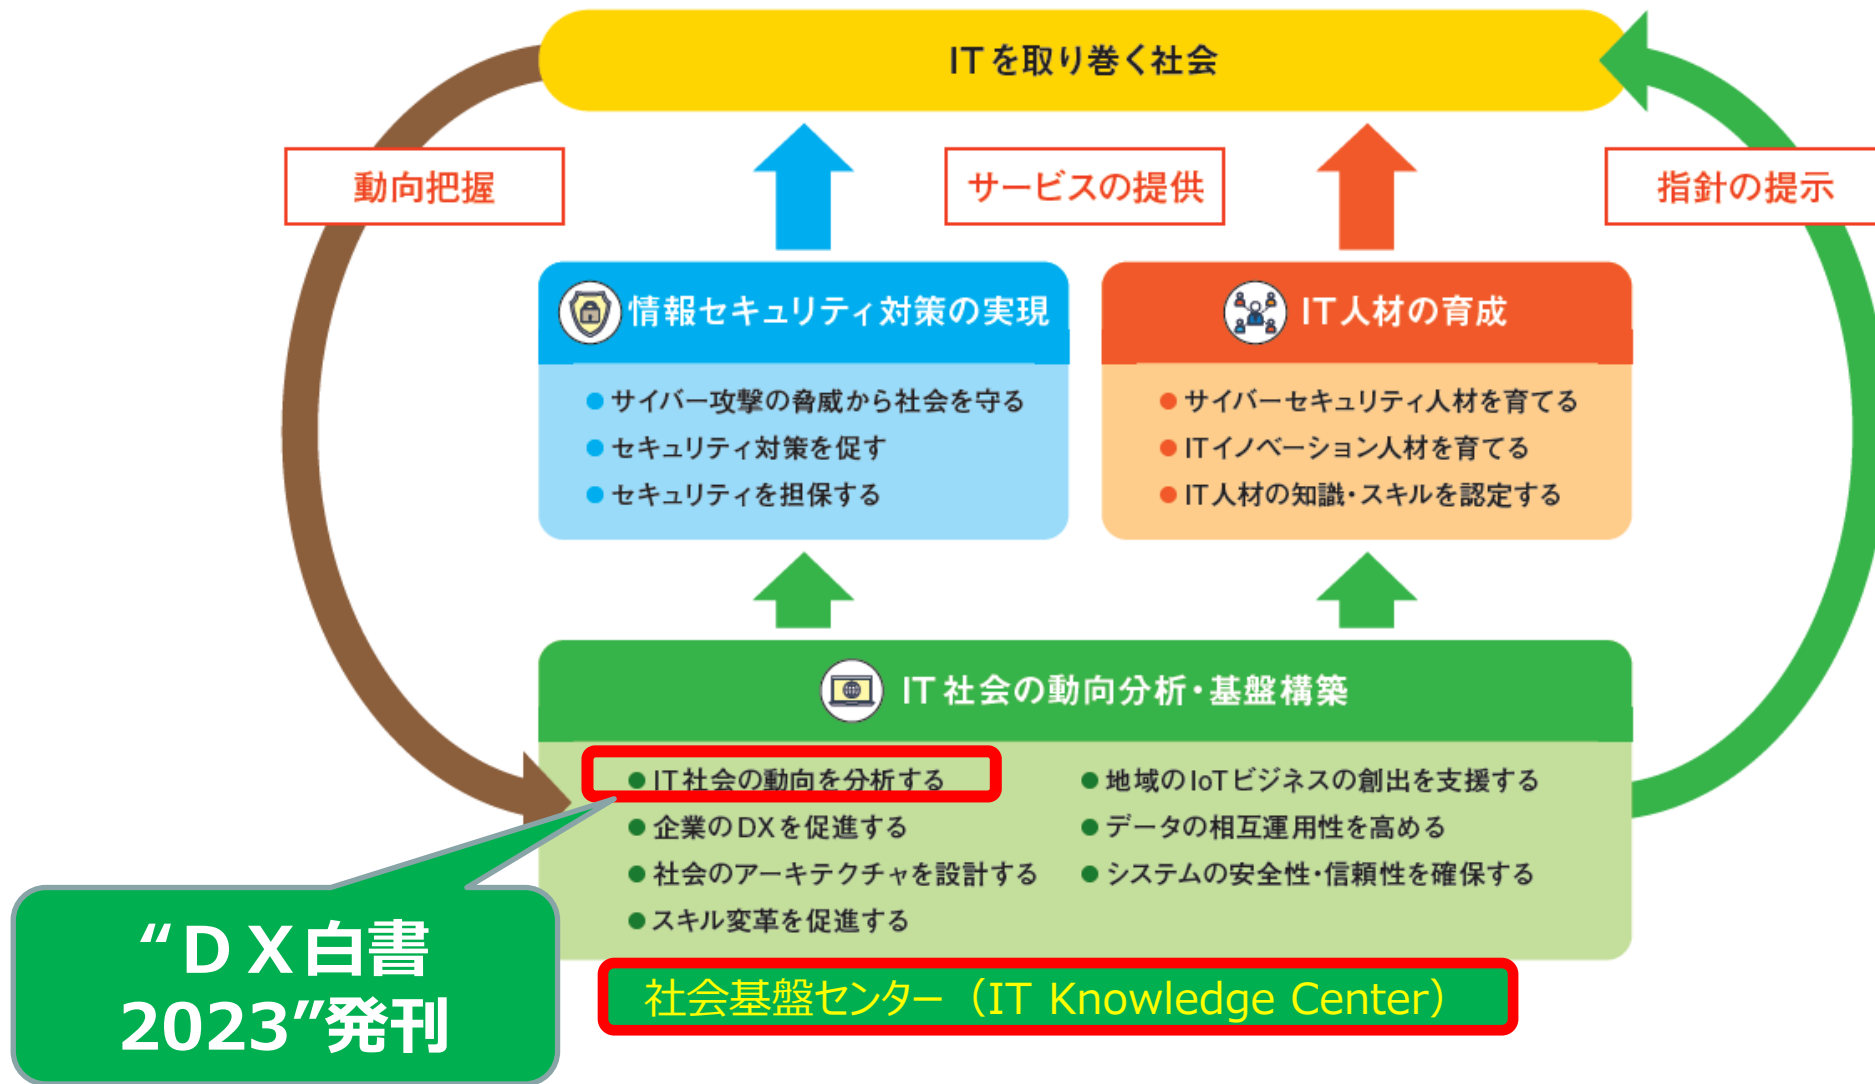 ITを取り巻く社会
動向把握
サービスの提供
指針の提示
情報セキュリティ対策の実現
サイバー攻撃の脅威から社会を守る
セキュリティ対策を促す
セキュリティを担保する
IT人材の育成
サイバーセキュリティ人材を育てる
ITイノベーション人材を育てる
IT人材の知識・スキルを認定する
IT社会の動向分析・基盤構築
IT社会の動向を分析する
企業のDXを促進する
社会のアーキテクチャを設計する
スキル変革を促進する
地域のIoTビジネスの創出を支援する
データの相互運用性を高める
システムの安全性・信頼性を確保する
“ＤＸ白書
2023”発刊
社会基盤センター（IT Knowledge Center）